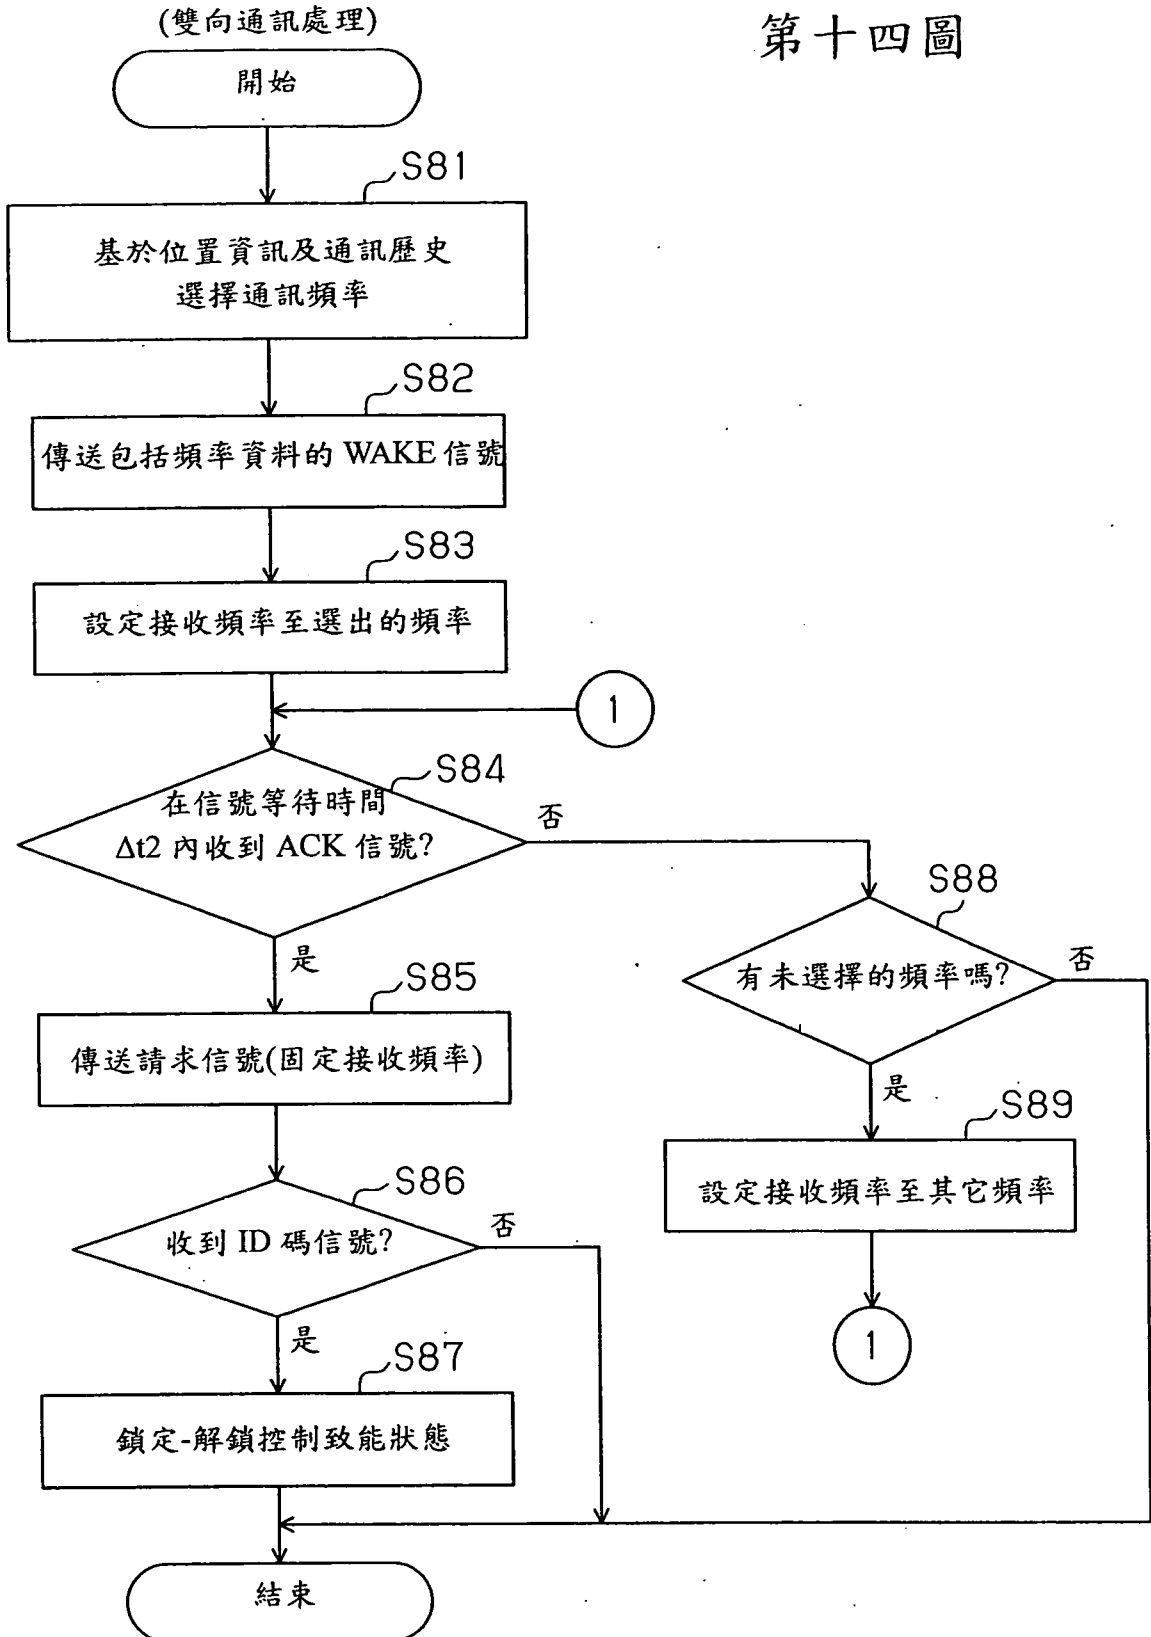 (雙向通訊處理)
第十四圖
開始
S81
基於位置資訊及通訊歷史
選擇通訊頻率
S82
傳送包括頻率資料的 WAKE 信號
S83
設定接收頻率至選出的頻率
1
S84
在信號等待時間
Δt2 內收到 ACK 信號?
否
是
S88
有未選擇的頻率嗎?
否
是
S85
傳送請求信號(固定接收頻率)
S89
設定接收頻率至其它頻率
1
S86
收到 ID 碼信號?
否
是
S87
鎖定-解鎖控制致能狀態
結束